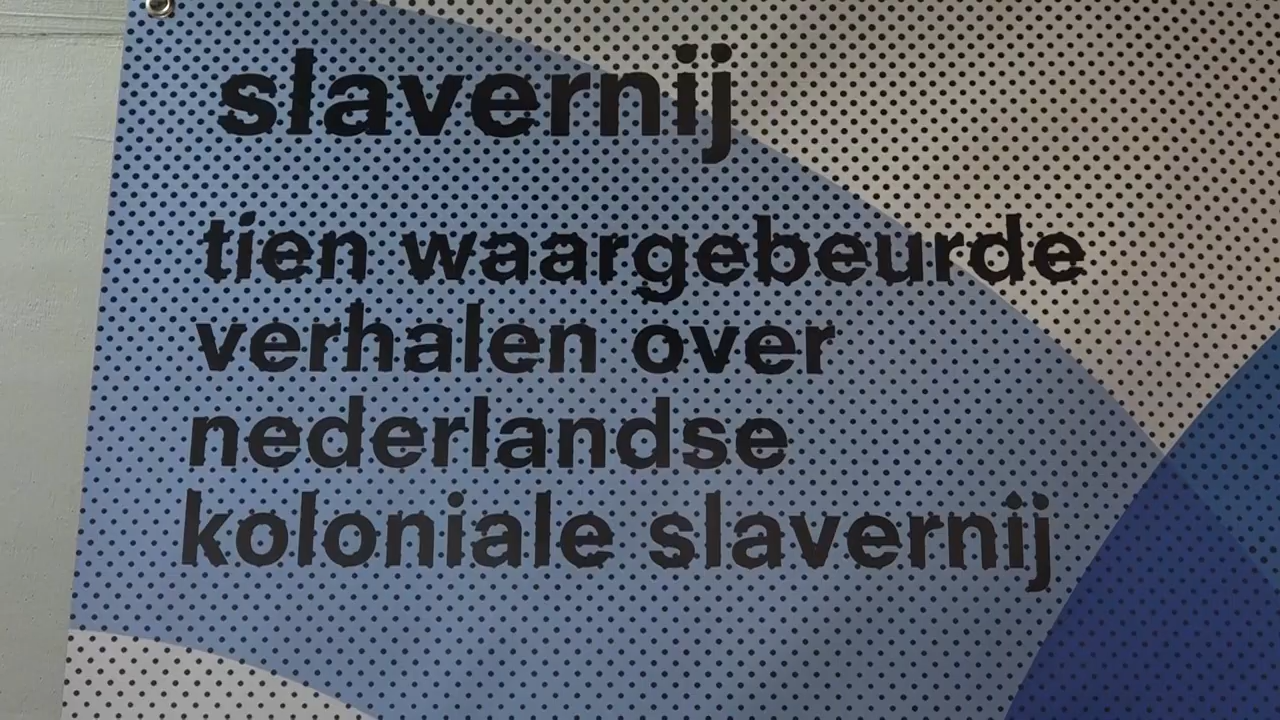 slavernij
tien waargebeurde
verhalen over
nederlandse
koloniale slavernij